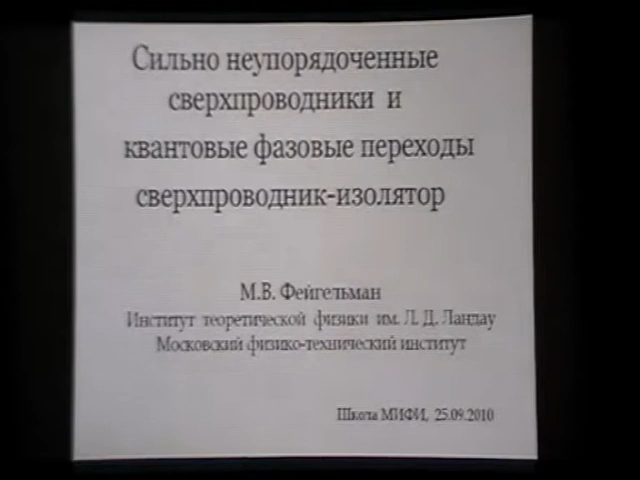 Сильно неупорядоченные
сверхпроводники и
квантовые фазовые переходы
сверхпроводник-изолятор
М.В. Фейгельман
Институт теоретической физики им. Л. Д. Ландау
Московский физико-технический институт
Школа МИФИ, 25.09.2010